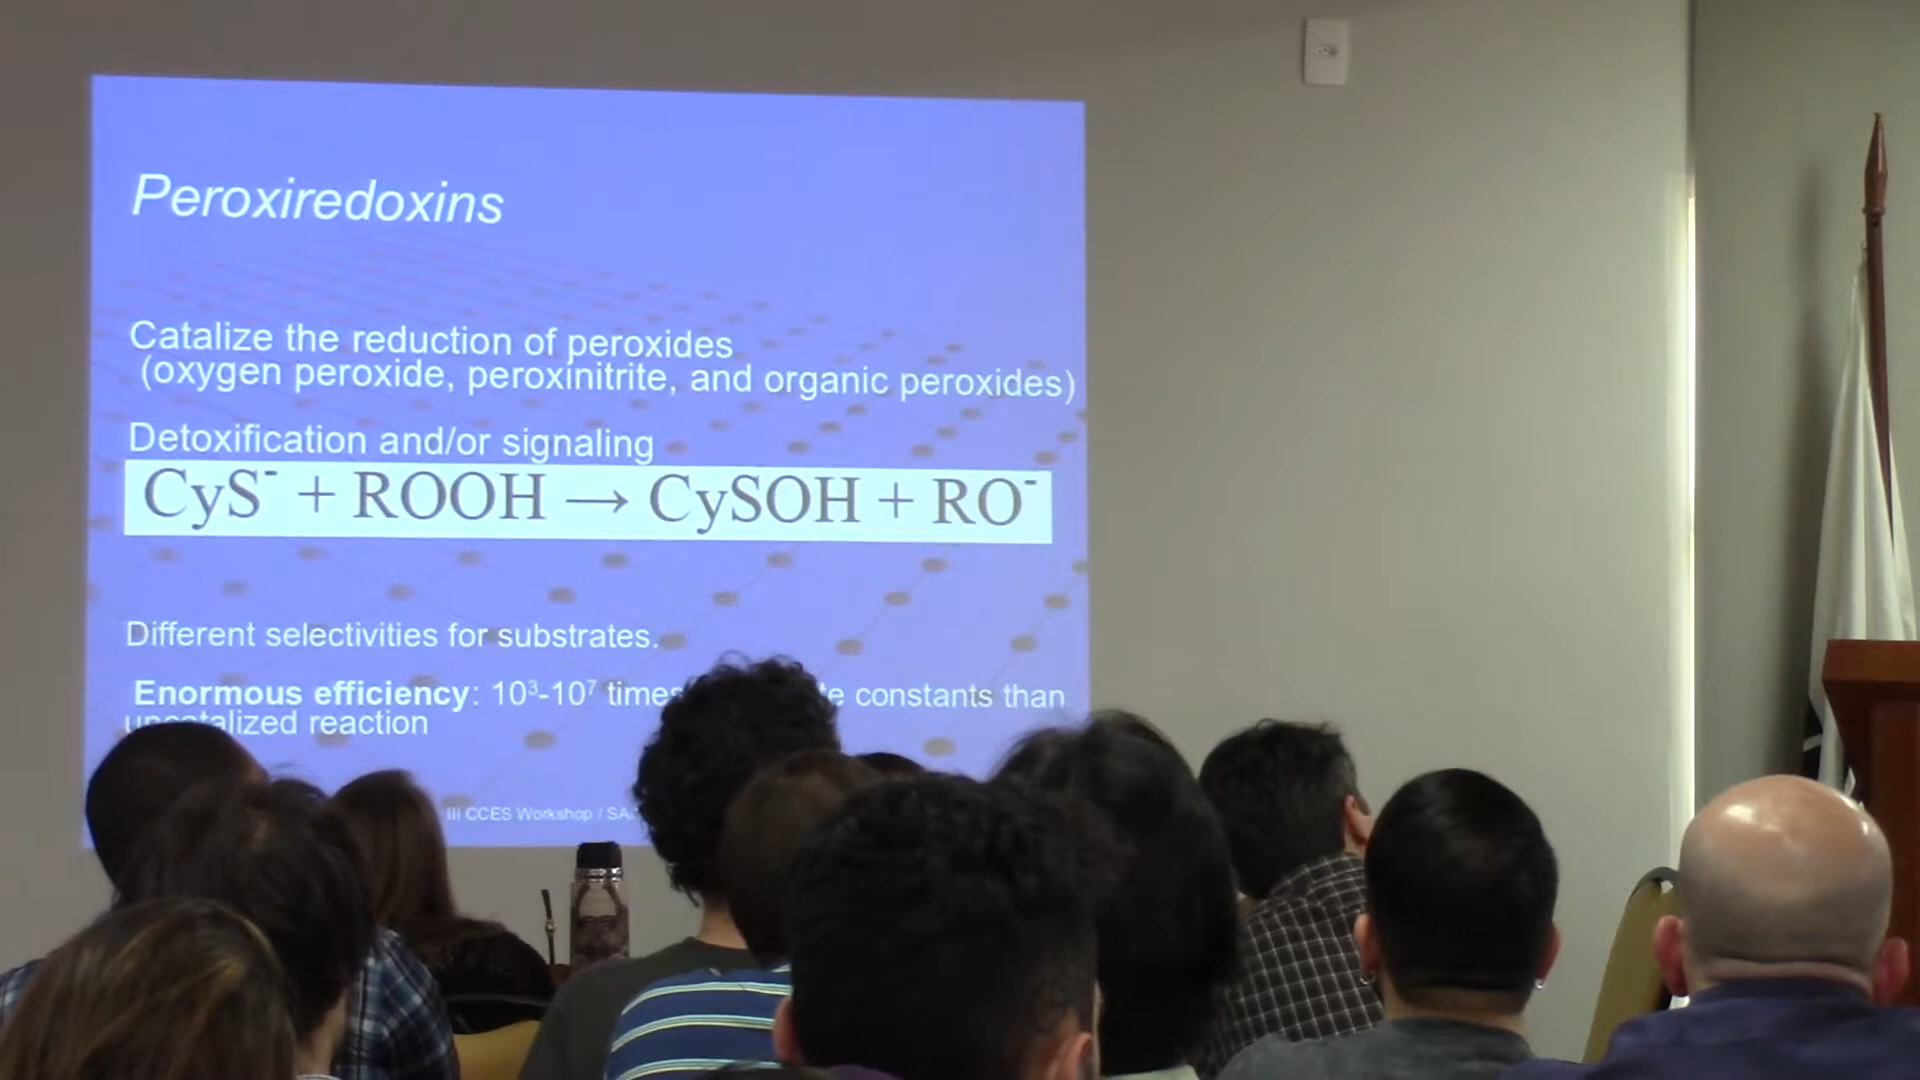 Peroxiredoxins
Catalize the reduction of peroxides
(oxygen peroxide, peroxinitrite, and organic peroxides)
Detoxification and/or signaling
CyS⁻ + ROOH → CySOH + RO⁻
Different selectivities for substrates.
Enormous efficiency: 10³-10⁷ times constants than
reaction
III CCES Workshop /